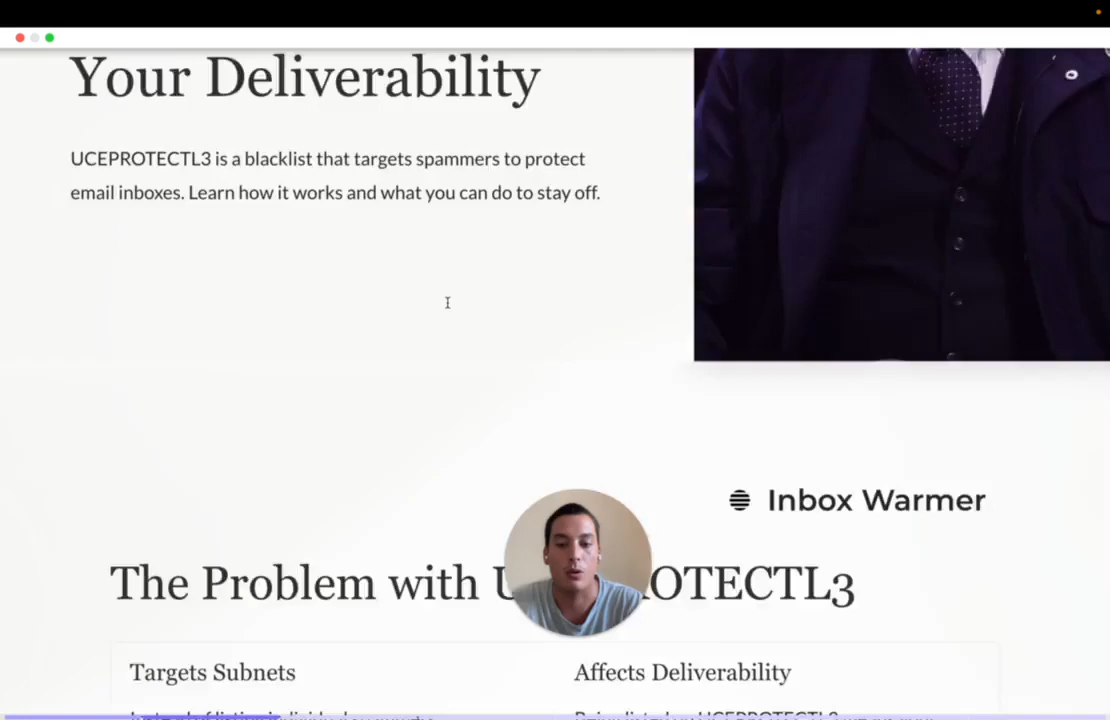 Your Deliverability
UCEPROTECTL3 is a blacklist that targets spammers to protect
email inboxes. Learn how it works and what you can do to stay off.
Inbox Warmer
The Problem with U OTECTL3
Targets Subnets
Affects Deliverability